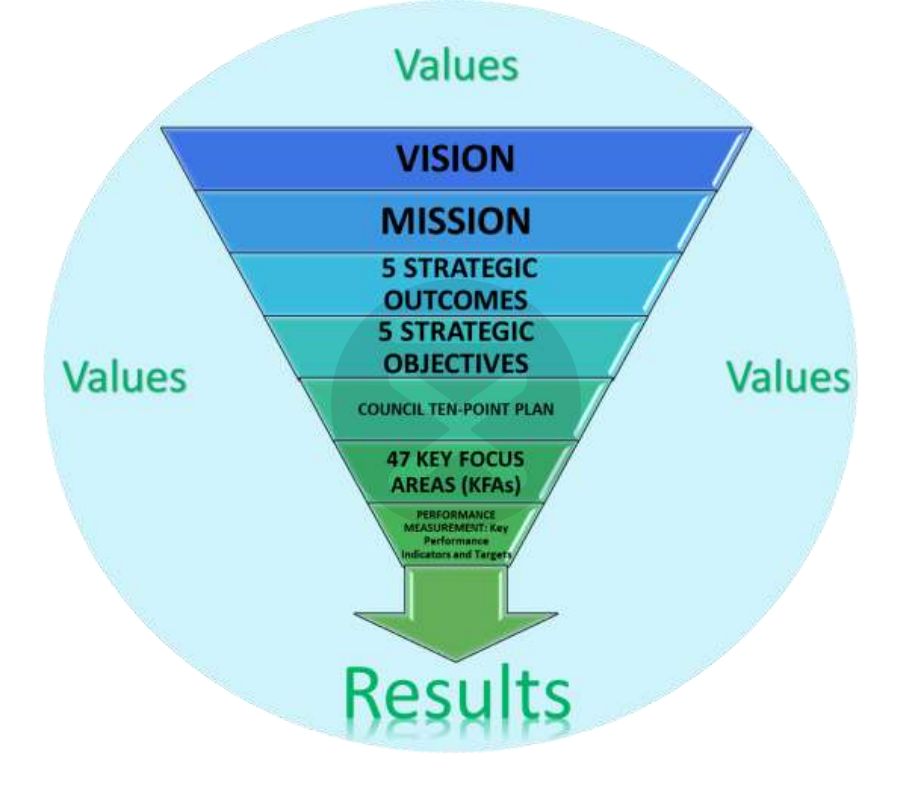 Values
VISION
MISSION
5 STRATEGIC
OUTCOMES
5 STRATEGIC
OBJECTIVES
Values
Values
COUNCIL TEN-POINT PLAN
47 KEY FOCUS
AREAS (KFAs)
PERFORMANCE
MEASUREMENT: Key
Performance
Indicators and Targets
Results